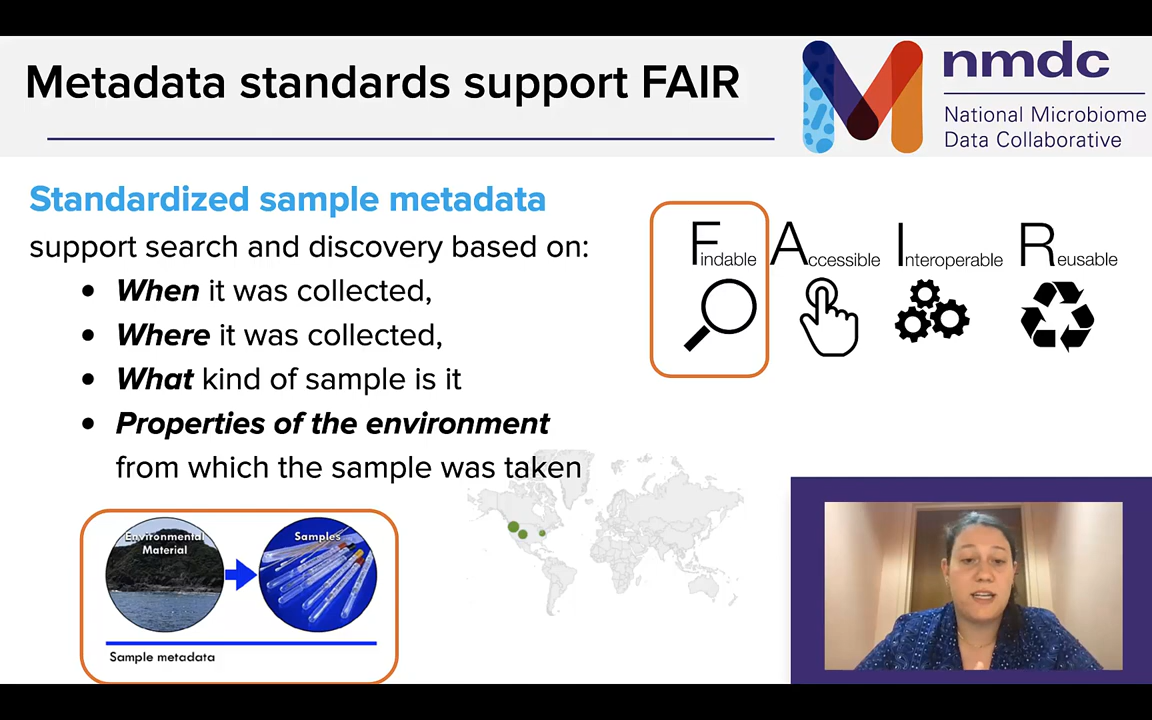 Metadata standards support FAIR
nmdc
National Microbiome
Data Collaborative
Standardized sample metadata
support search and discovery based on:
• When it was collected,
• Where it was collected,
• What kind of sample is it
• Properties of the environment
from which the sample was taken
Findable Accessible Interoperable Reusable
Environmental
Material
Samples
Sample metadata